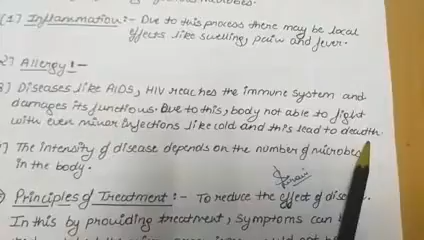 microbes.
(1) Inflammation:- Due to this process there may be local
effects like swelling, pain and fever.
2) Allergy:-
3) Diseases like AIDS, HIV reaches the immune system and
damages its functions. Due to this, body not able to fight
with even minor infections like cold and this lead to deadth
The intensity of disease depends on the number of microbes
in the body.
Principles of Treatment:- To reduce the effect of
In this by providing treatment, symptoms can